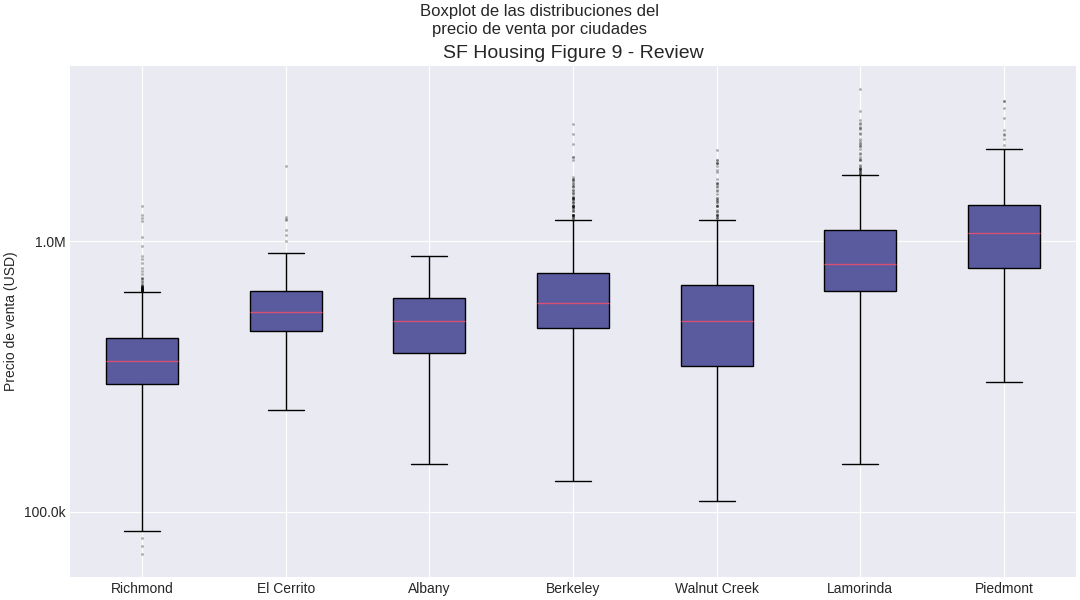 Boxplot de las distribuciones del
precio de venta por ciudades
SF Housing Figure 9 - Review
Precio de venta (USD)
1.0M
100.0k
Richmond
El Cerrito
Albany
Berkeley
Walnut Creek
Lamorinda
Piedmont